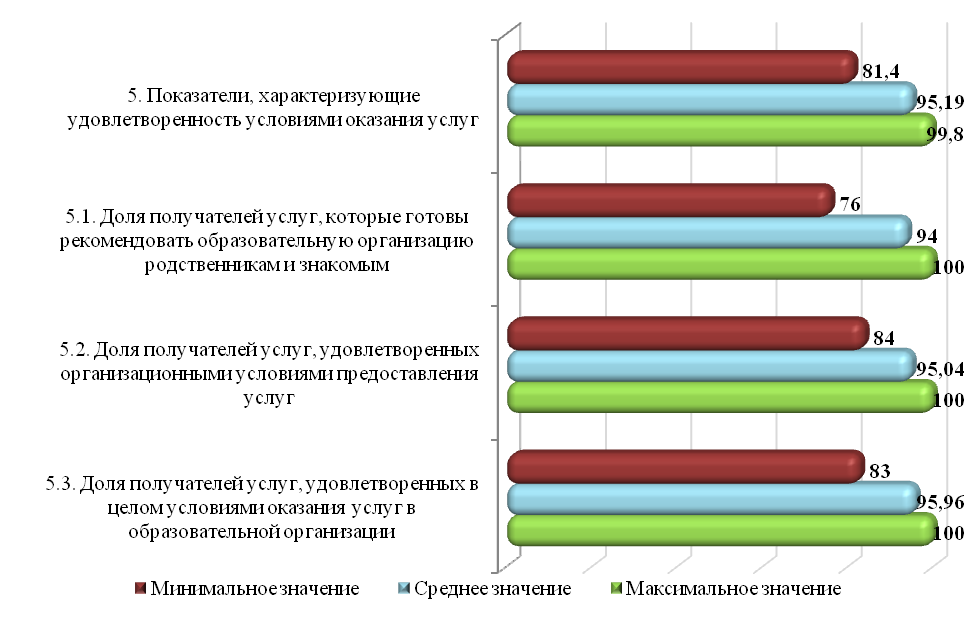 5. Показатели, характеризующие
удовлетворенность условиями оказания услуг
81,4
95,19
99,8
5.1. Доля получателей услуг, которые готовы
рекомендовать образовательную организацию
родственникам и знакомым
76
94
100
5.2. Доля получателей услуг, удовлетворенных
организационными условиями предоставления
услуг
84
95,04
100
5.3. Доля получателей услуг, удовлетворенных в
целом условиями оказания услуг в
образовательной организации
83
95,96
100
Минимальное значение Среднее значение Максимальное значение